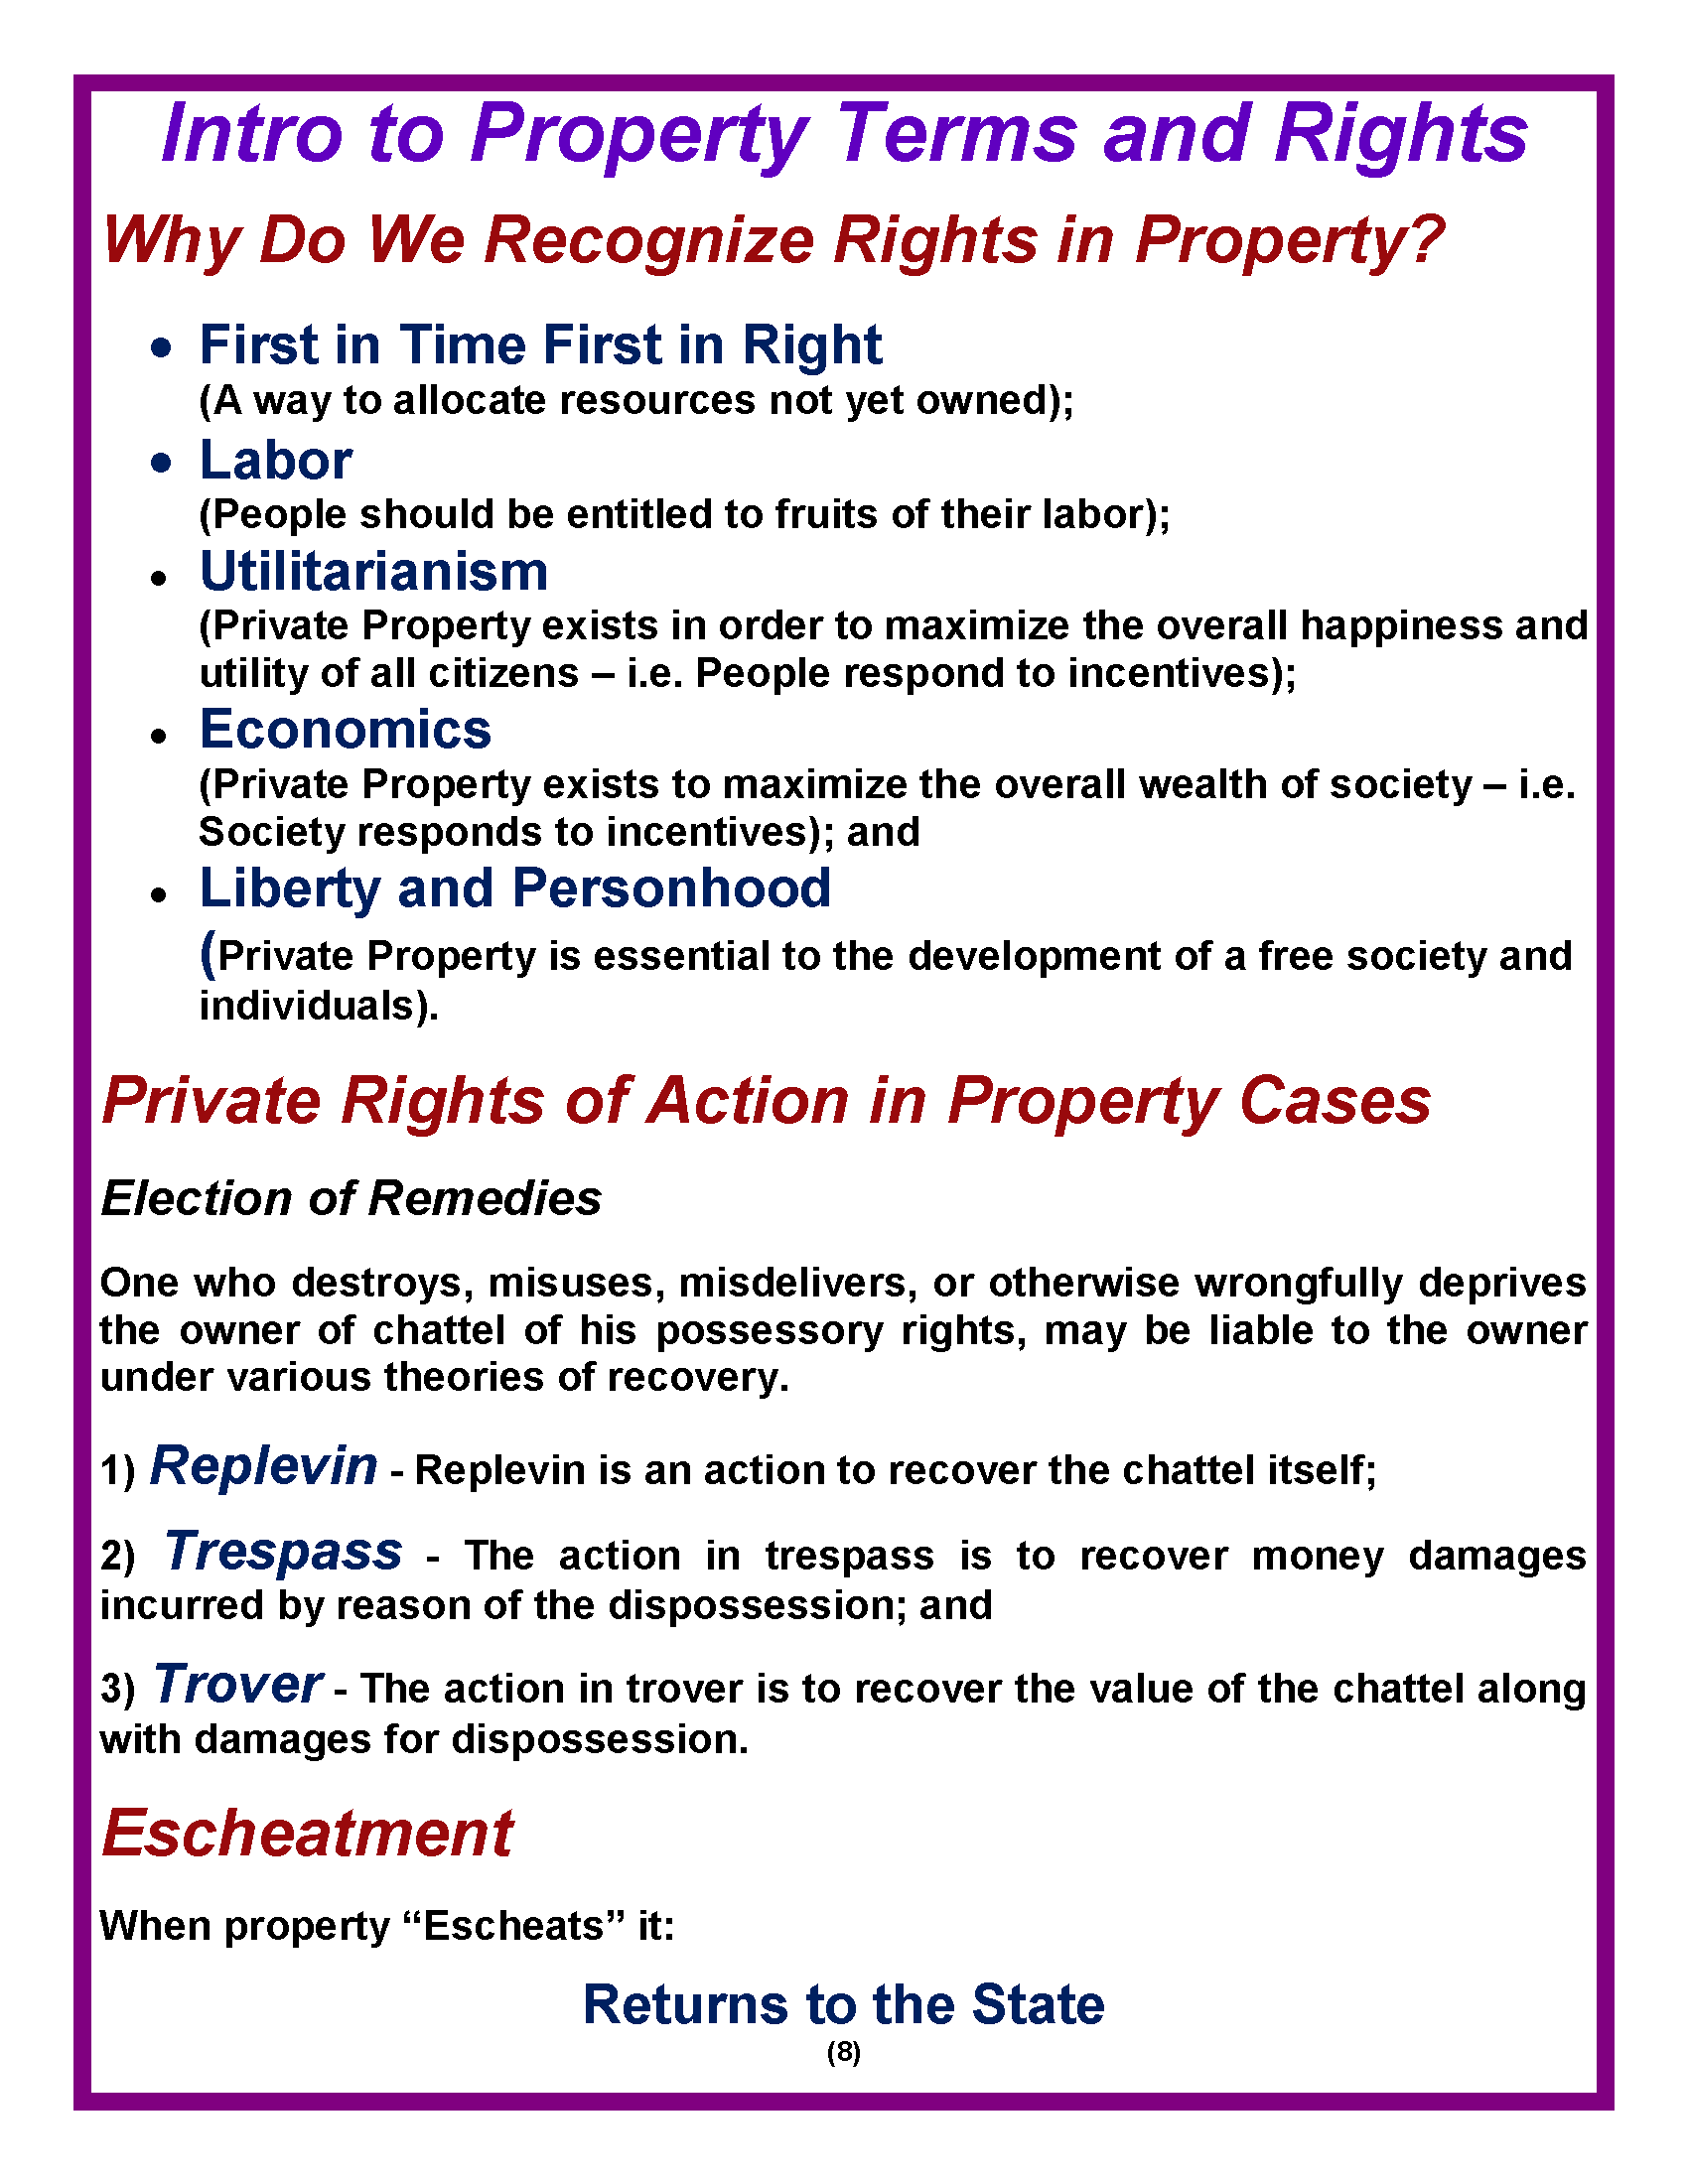 Intro to Property Terms and Rights
Why Do We Recognize Rights in Property?
• First in Time First in Right
(A way to allocate resources not yet owned);
• Labor
(People should be entitled to fruits of their labor);
• Utilitarianism
(Private Property exists in order to maximize the overall happiness and
utility of all citizens – i.e. People respond to incentives);
• Economics
(Private Property exists to maximize the overall wealth of society – i.e.
Society responds to incentives); and
• Liberty and Personhood
(Private Property is essential to the development of a free society and
individuals).
Private Rights of Action in Property Cases
Election of Remedies
One who destroys, misuses, misdelivers, or otherwise wrongfully deprives
the owner of chattel of his possessory rights, may be liable to the owner
under various theories of recovery.
1) Replevin - Replevin is an action to recover the chattel itself;
2) Trespass - The action in trespass is to recover money damages
incurred by reason of the dispossession; and
3) Trover - The action in trover is to recover the value of the chattel along
with damages for dispossession.
Escheatment
When property “Escheats” it:
Returns to the State
(8)